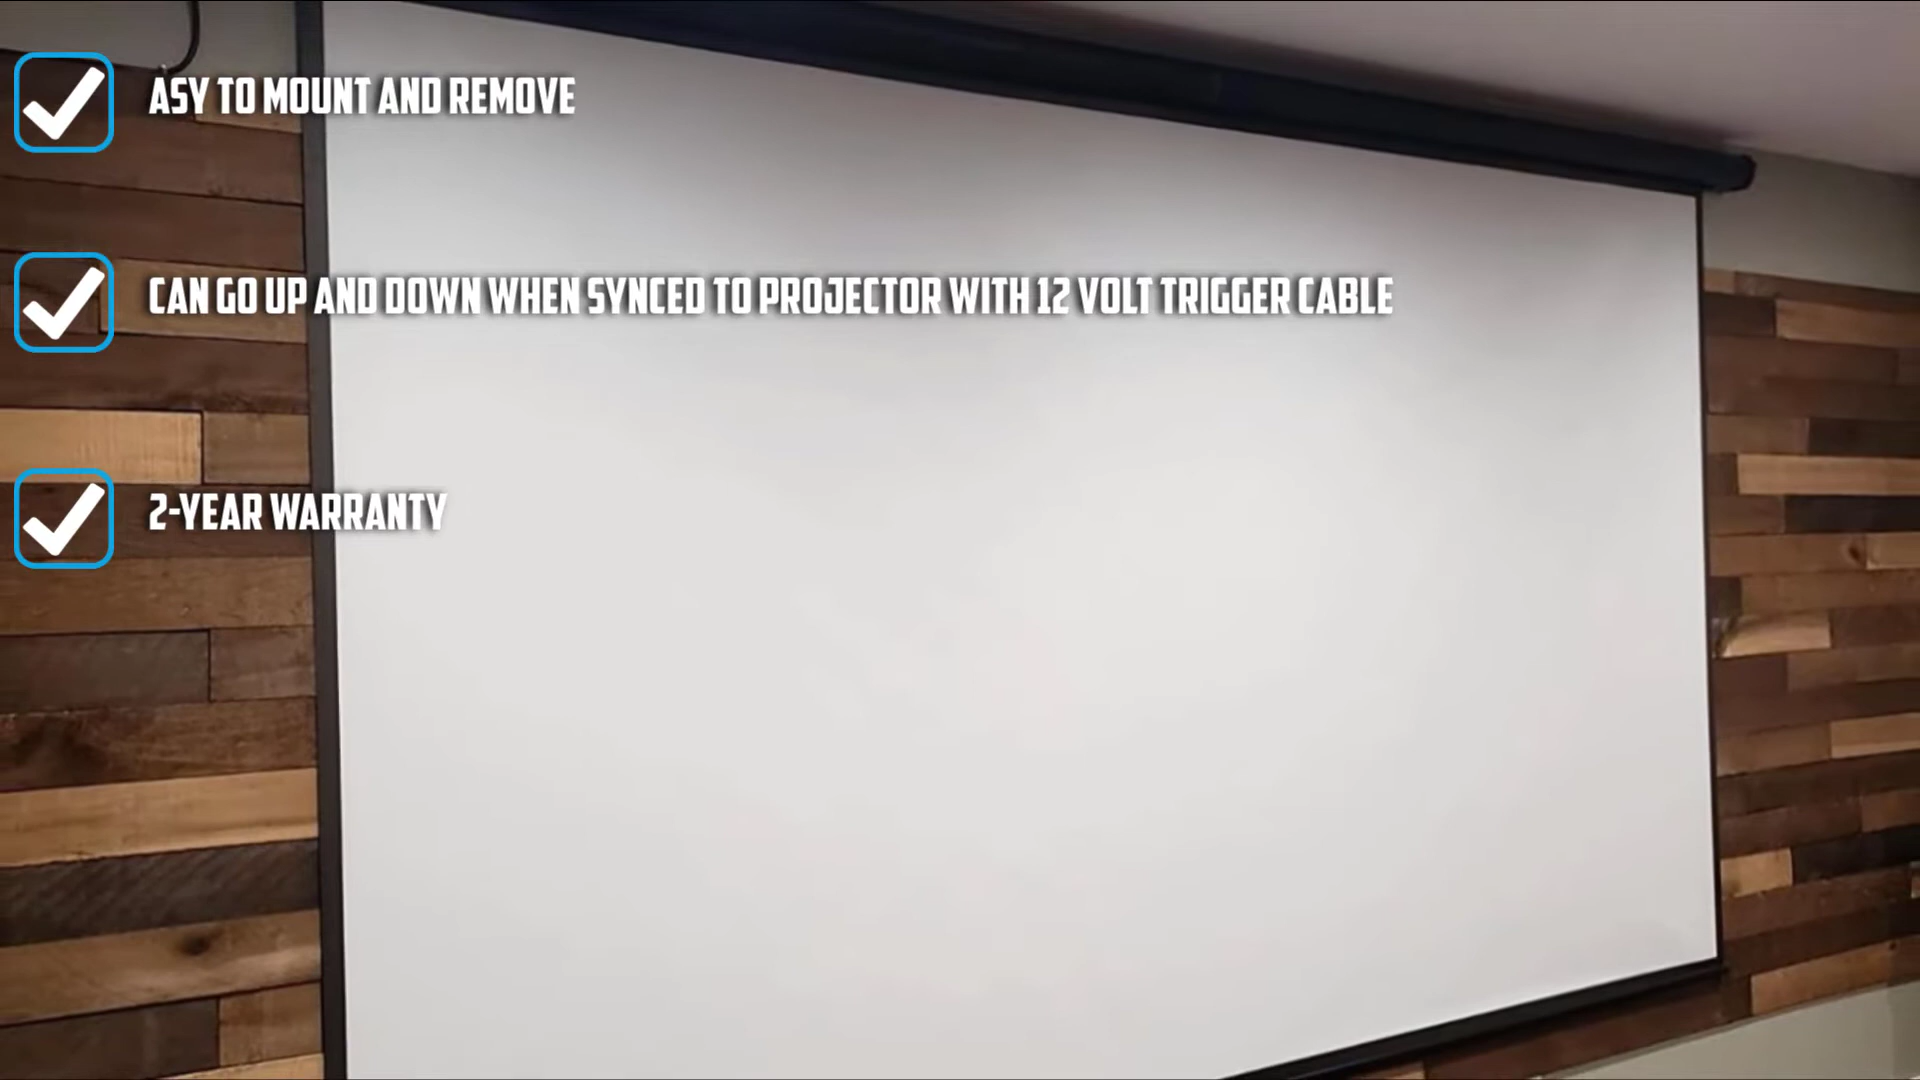 ASY TO MOUNT AND REMOVE
CAN GO UP AND DOWN WHEN SYNCED TO PROJECTOR WITH 12 VOLT TRIGGER CABLE
2-YEAR WARRANTY